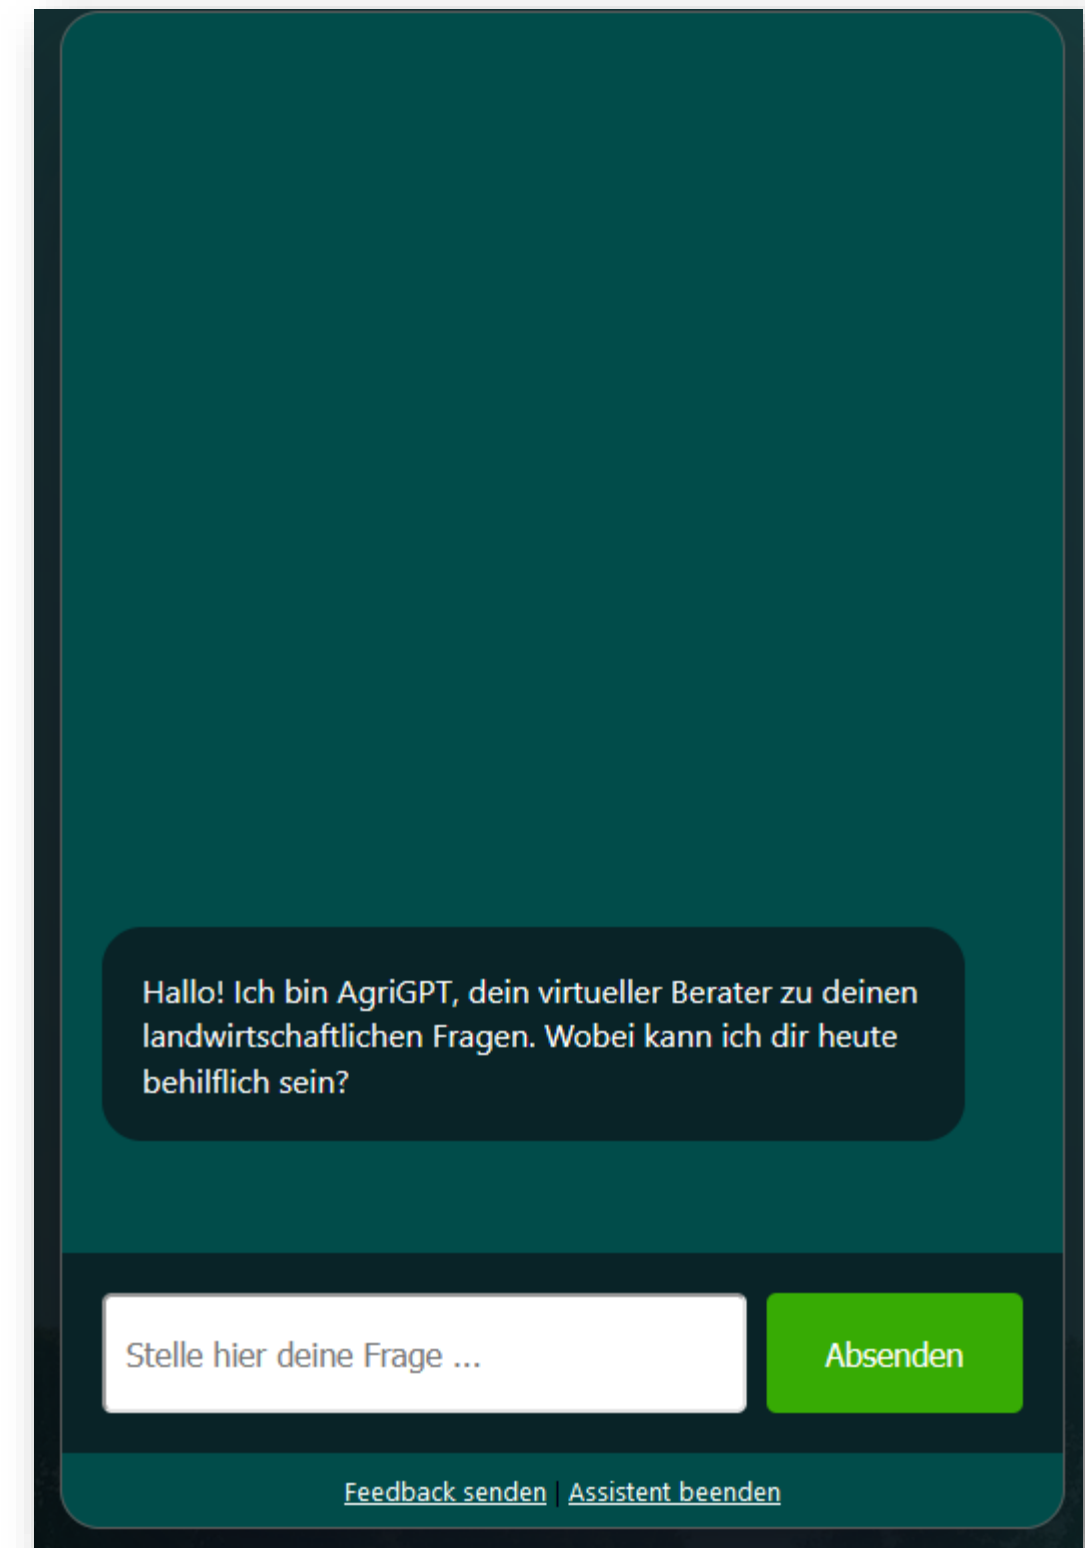 Hallo! Ich bin AgriGPT, dein virtueller Berater zu deinen
landwirtschaftlichen Fragen. Wobei kann ich dir heute
behilflich sein?
Stelle hier deine Frage ...
Absenden
Feedback senden | Assistent beenden